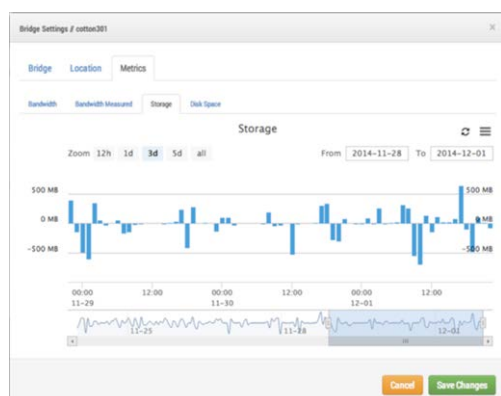 Bridge Settings // cotton301
×
Bridge Location Metrics
Bandwidth Bandwidth Measured Storage Disk Space
Storage
Zoom 12h 1d 3d 5d all From 2014-11-28 To 2014-12-01
500 MB 500 MB
0 MB 0 MB
-500 MB -500 MB
00:00 12:00 00:00 12:00 00:00 12:00
11-29 11-30 12-01
11-25 11-28 12-01
Cancel Save Changes